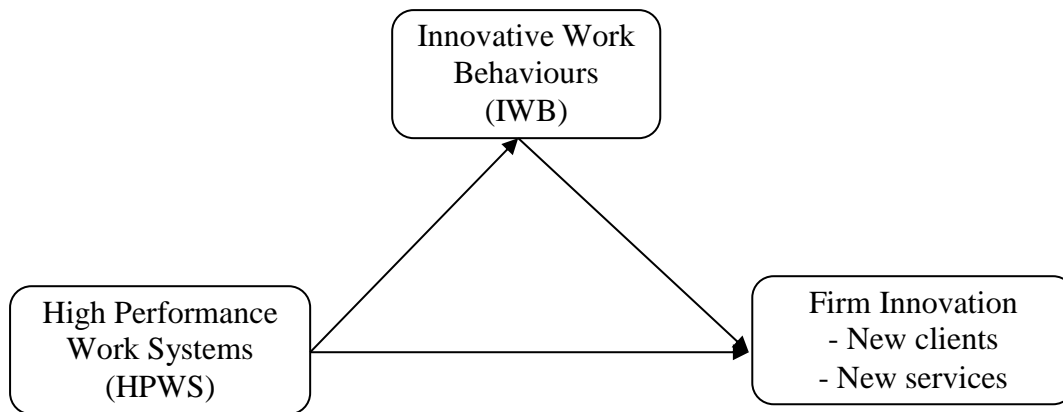 Innovative Work
Behaviours
(IWB)
High Performance
Work Systems
(HPWS)
Firm Innovation
- New clients
- New services